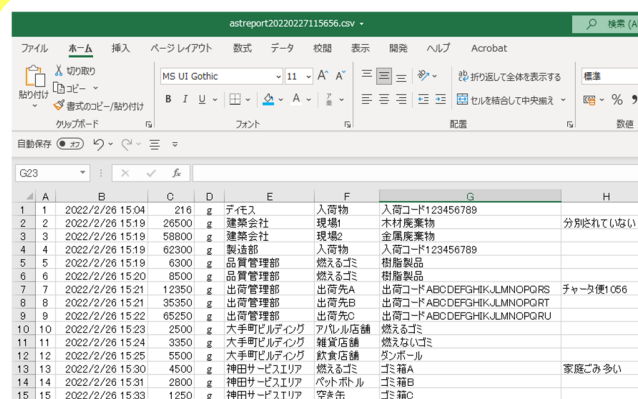 astreport20220227115656.csv
検索 (Al
ファイル ホーム 挿入 ページ レイアウト 数式 データ 校閲 表示 開発 ヘルプ Acrobat
切り取り
コピー
書式のコピー/貼り付け
貼り付け
クリップボード
MS UI Gothic 11 A A
B I U A
フォント
折り返して全体を表示する
セルを結合して中央揃え
配置
標準
%
数値
自動保存 オフ
G23 fx
A B C D E F G H
1 1 2022/2/26 15:04 216 g ディモス 入荷物 入荷コード123456789
2 2 2022/2/26 15:19 26500 g 建築会社 現場1 木材廃棄物 分別されていない
3 3 2022/2/26 15:19 58800 g 建築会社 現場2 金属廃棄物
4 4 2022/2/26 15:19 62300 g 製造部 入荷物 入荷コード123456789
5 5 2022/2/26 15:19 6300 g 品質管理部 燃えるゴミ 樹脂製品
6 6 2022/2/26 15:20 8500 g 品質管理部 燃えるゴミ 樹脂製品
7 7 2022/2/26 15:21 12350 g 出荷管理部 出荷先A 出荷コードABCDEFGHIKJLMNOPQRS チャータ便1056
8 8 2022/2/26 15:21 35350 g 出荷管理部 出荷先B 出荷コードABCDEFGHIKJLMNOPQRT
9 9 2022/2/26 15:22 65250 g 出荷管理部 出荷先C 出荷コードABCDEFGHIKJLMNOPQRU
10 10 2022/2/26 15:23 2500 g 大手町ビルディング アパレル店舗 燃えるゴミ
11 11 2022/2/26 15:24 3350 g 大手町ビルディング 雑貨店舗 燃えないゴミ
12 12 2022/2/26 15:25 5500 g 大手町ビルディング 飲食店舗 ダンボール
13 13 2022/2/26 15:30 4500 g 神田サービスエリア 燃えるゴミ ゴミ箱A 家庭ごみ多い
14 14 2022/2/26 15:31 2800 g 神田サービスエリア ペットボトル ゴミ箱B
15 15 2022/2/26 15:33 1250 g 神田サービスエリア 空き缶 ゴミ箱C